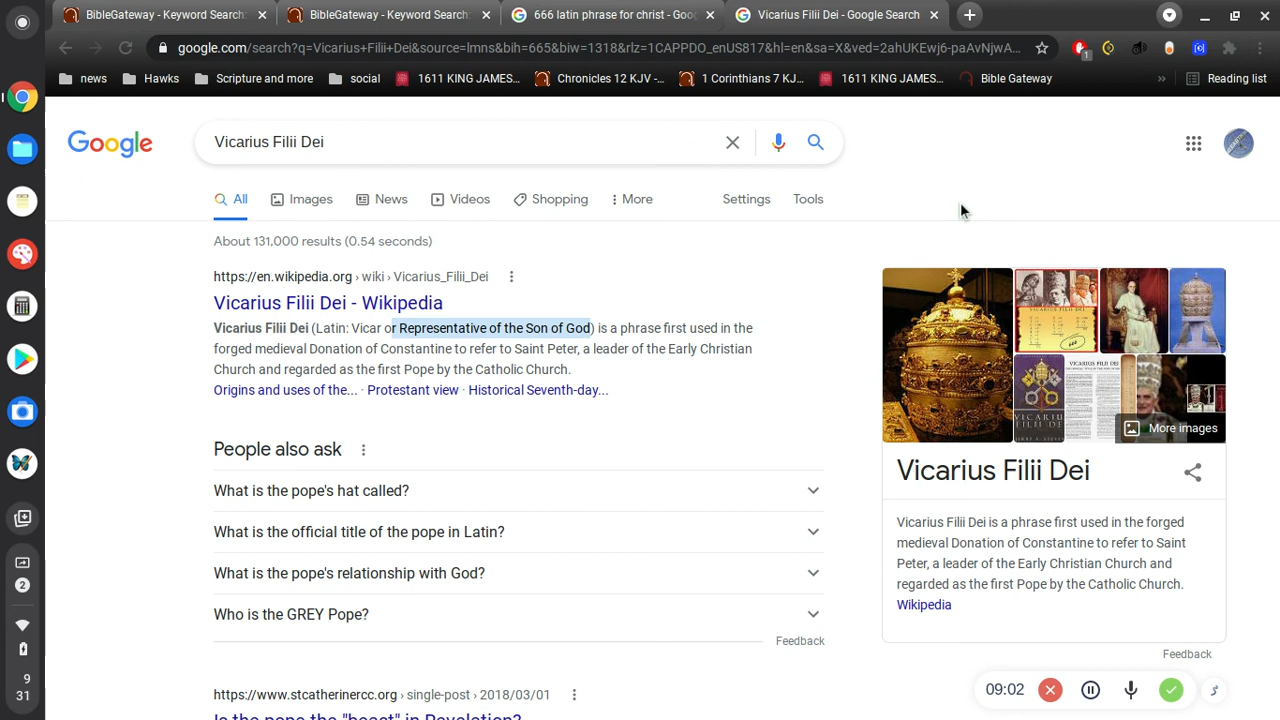 BibleGateway - Keyword Search:
BibleGateway - Keyword Search:
666 latin phrase for christ - Goo
Vicarius Filii Dei - Google Search
google.com/search?q=Vicarius+Filii+Dei&source=lmns&bih=665&biw=1318&rlz=1CAPPDO_enUS817&hl=en&sa=X&ved=2ahUKEwj6-paAvNjwA...
1
news
Hawks
Scripture and more
social
1611 KING JAMES...
Chronicles 12 KJV -...
1 Corinthians 7 KJ...
1611 KING JAMES...
Bible Gateway
»
Reading list
Google
Vicarius Filii Dei
All
Images
News
Videos
Shopping
More
Settings
Tools
About 131,000 results (0.54 seconds)
https://en.wikipedia.org › wiki › Vicarius_Filii_Dei
Vicarius Filii Dei - Wikipedia
Vicarius Filii Dei (Latin: Vicar or Representative of the Son of God) is a phrase first used in the
forged medieval Donation of Constantine to refer to Saint Peter, a leader of the Early Christian
Church and regarded as the first Pope by the Catholic Church.
Origins and uses of the... · Protestant view · Historical Seventh-day...
People also ask
What is the pope's hat called?
What is the official title of the pope in Latin?
What is the pope's relationship with God?
Who is the GREY Pope?
Feedback
https://www.stcatherinercc.org › single-post › 2018/03/01
Is the pope the "beast" in Revelation?
VICARIUS
FILII DEI
More images
Vicarius Filii Dei
Vicarius Filii Dei is a phrase first used in the forged
medieval Donation of Constantine to refer to Saint
Peter, a leader of the Early Christian Church and
regarded as the first Pope by the Catholic Church.
Wikipedia
Feedback
09:02
2
9
31